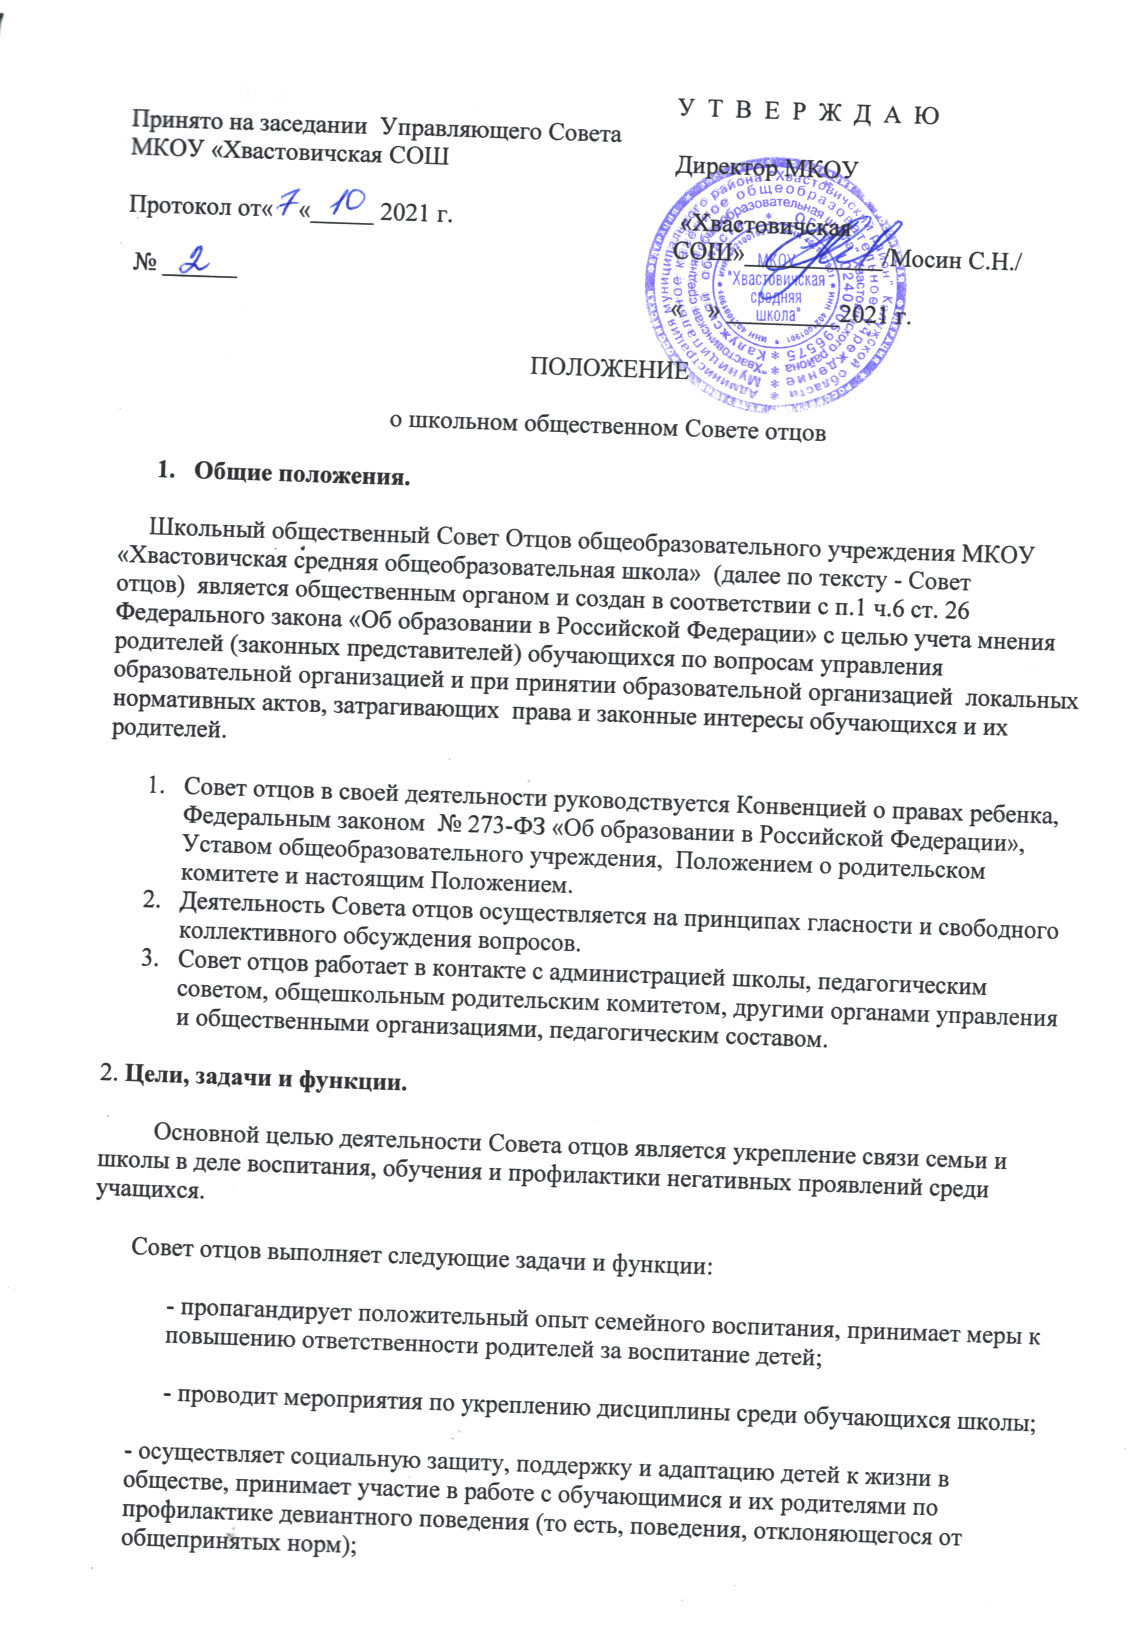 Принято на заседании Управляющего Совета
МКОУ «Хвастовичская СОШ
Протокол от« 7 «  10  2021 г.
№ 2
У Т В Е Р Ж Д А Ю
Директор МКОУ
«Хвастовичская
СОШ»___________/Мосин С.Н./
« » _________2021 г.
МКОУ
"Хвастовичская
средняя
школа"
ПОЛОЖЕНИЕ
о школьном общественном Совете отцов
1. Общие положения.
Школьный общественный Совет Отцов общеобразовательного учреждения МКОУ
«Хвастовичская средняя общеобразовательная школа» (далее по тексту - Совет
отцов) является общественным органом и создан в соответствии с п.1 ч.6 ст. 26
Федерального закона «Об образовании в Российской Федерации» с целью учета мнения
родителей (законных представителей) обучающихся по вопросам управления
образовательной организацией и при принятии образовательной организацией локальных
нормативных актов, затрагивающих права и законные интересы обучающихся и их
родителей.
1. Совет отцов в своей деятельности руководствуется Конвенцией о правах ребенка,
Федеральным законом № 273-ФЗ «Об образовании в Российской Федерации»,
Уставом общеобразовательного учреждения, Положением о родительском
комитете и настоящим Положением.
2. Деятельность Совета отцов осуществляется на принципах гласности и свободного
коллективного обсуждения вопросов.
3. Совет отцов работает в контакте с администрацией школы, педагогическим
советом, общешкольным родительским комитетом, другими органами управления
и общественными организациями, педагогическим составом.
2. Цели, задачи и функции.
Основной целью деятельности Совета отцов является укрепление связи семьи и
школы в деле воспитания, обучения и профилактики негативных проявлений среди
учащихся.
Совет отцов выполняет следующие задачи и функции:
- пропагандирует положительный опыт семейного воспитания, принимает меры к
повышению ответственности родителей за воспитание детей;
- проводит мероприятия по укреплению дисциплины среди обучающихся школы;
- осуществляет социальную защиту, поддержку и адаптацию детей к жизни в
обществе, принимает участие в работе с обучающимися и их родителями по
профилактике девиантного поведения (то есть, поведения, отклоняющегося от
общепринятых норм);